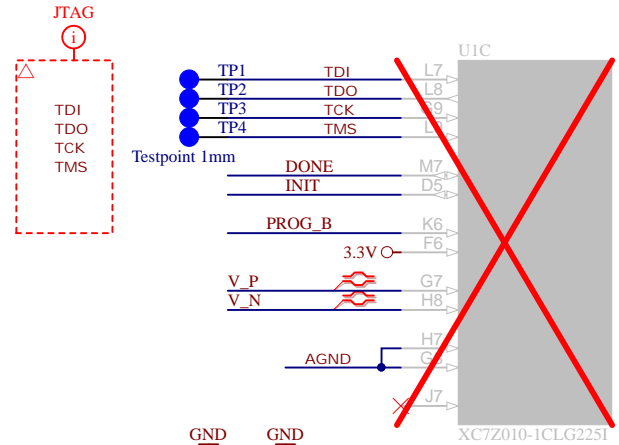 JTAG
i
TDI
TDO
TCK
TMS
TP1 TDI L7
TP2 TDO L8
TP3 TCK G9
TP4 TMS
Testpoint 1mm
DONE M7
INIT D5
PROG_B K6
3.3V F6
V_P G7
V_N H8
H7
AGND
J7
GND GND
U1C
XC7Z010-1CLG225I